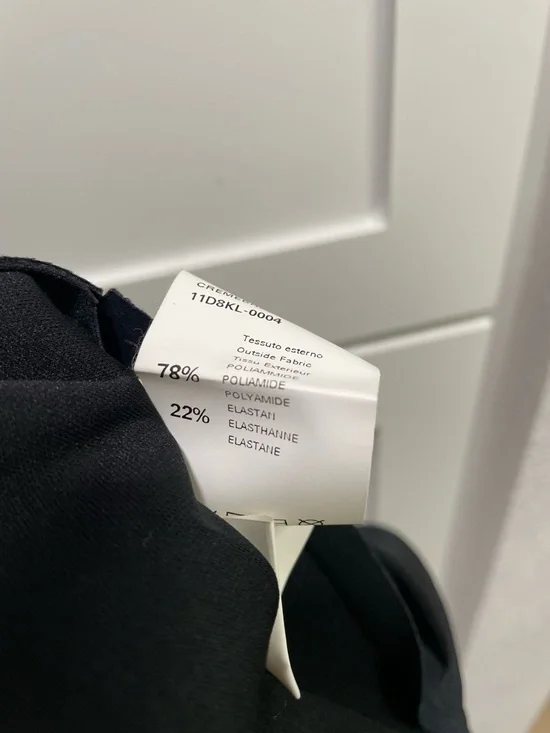 11D8KL-0004
Tessuto esterno
Outside Fabric
Tissu Exterieur
POLIAMMIDE
78% POLIAMIDE
POLYAMIDE
22% ELASTAN
ELASTHANNE
ELASTANE